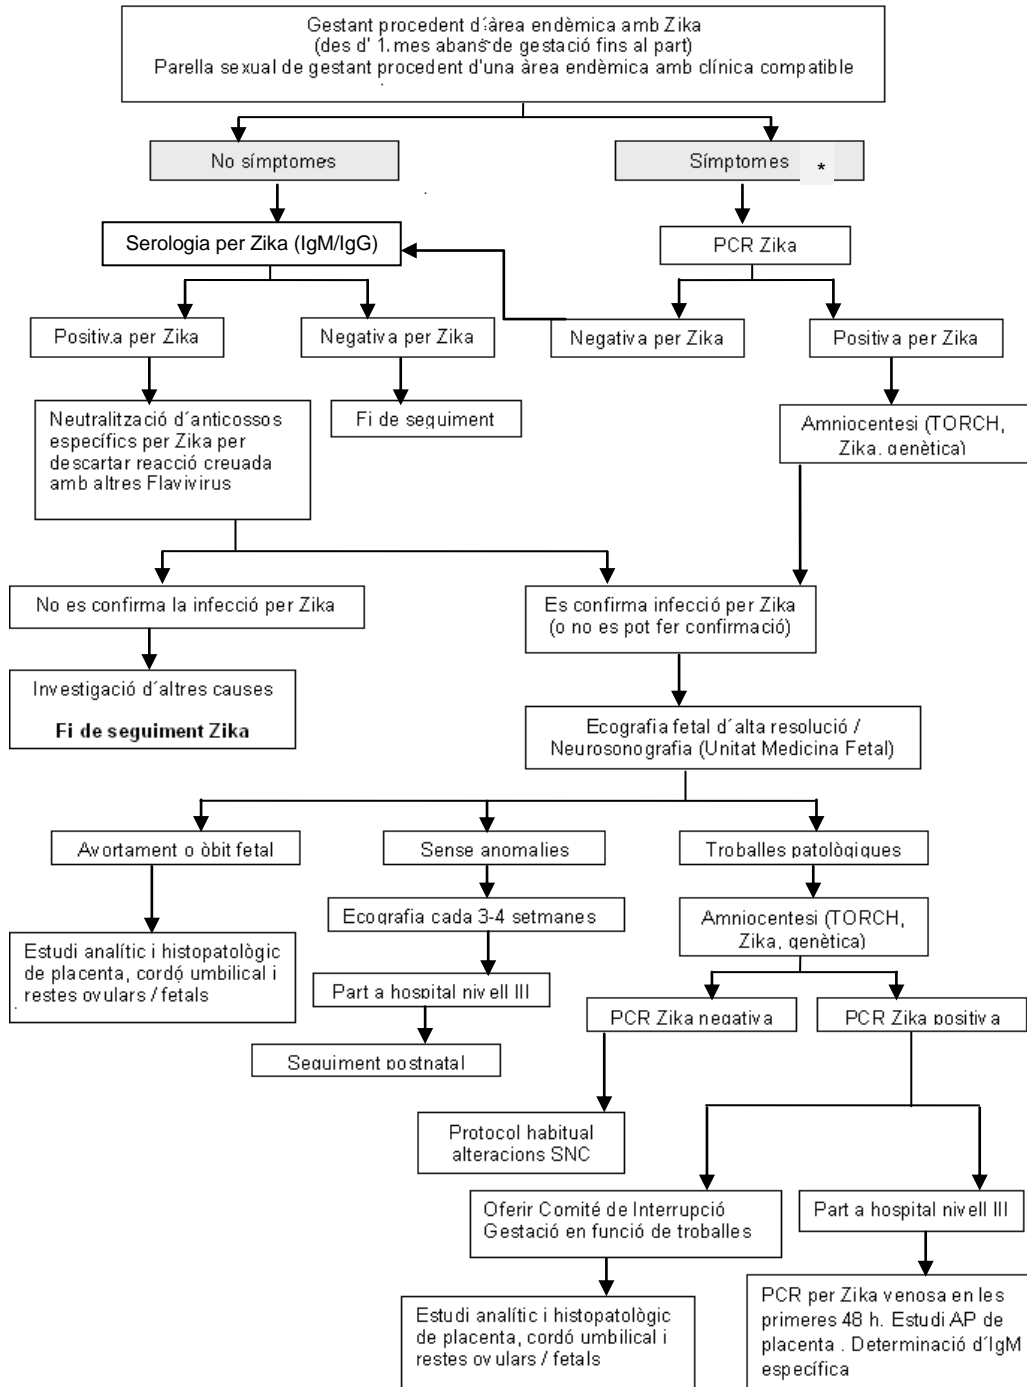 Gestant procedent d´àrea endèmica amb Zika
(des d' 1.mes abans de gestació fins al part)
Parella sexual de gestant procedent d'una àrea endèmica amb clínica compatible
No símptomes
Símptomes *
Serologia per Zika (IgM/IgG)
PCR Zika
Positiva per Zika
Negativa per Zika
Negativa per Zika
Positiva per Zika
Neutralització d´anticossos
específics per Zika per
descartar reacció creuada
amb altres Flavivirus
Fi de seguiment
Amniocentesi (TORCH,
Zika, genètica)
No es confirma la infecció per Zika
Es confirma infecció per Zika
(o no es pot fer confirmació)
Investigació d´altres causes
Fi de seguiment Zika
Ecografia fetal d´alta resolució /
Neurosonografia (Unitat Medicina Fetal)
Avortament o òbit fetal
Sense anomalies
Troballes patològiques
Ecografia cada 3-4 setmanes
Amniocentesi (TORCH,
Zika, genètica)
Estudi analític i histopatològic
de placenta, cordó umbilical i
restes ovulars / fetals
Part a hospital nivell III
PCR Zika negativa
PCR Zika positiva
Seguiment postnatal
Protocol habitual
alteracions SNC
Oferir Comité de Interrupció
Gestació en funció de troballes
Part a hospital nivell III
Estudi analític i histopatològic
de placenta, cordó umbilical i
restes ovulars / fetals
PCR per Zika venosa en les
primeres 48 h. Estudi AP de
placenta . Determinació d´IgM
específica